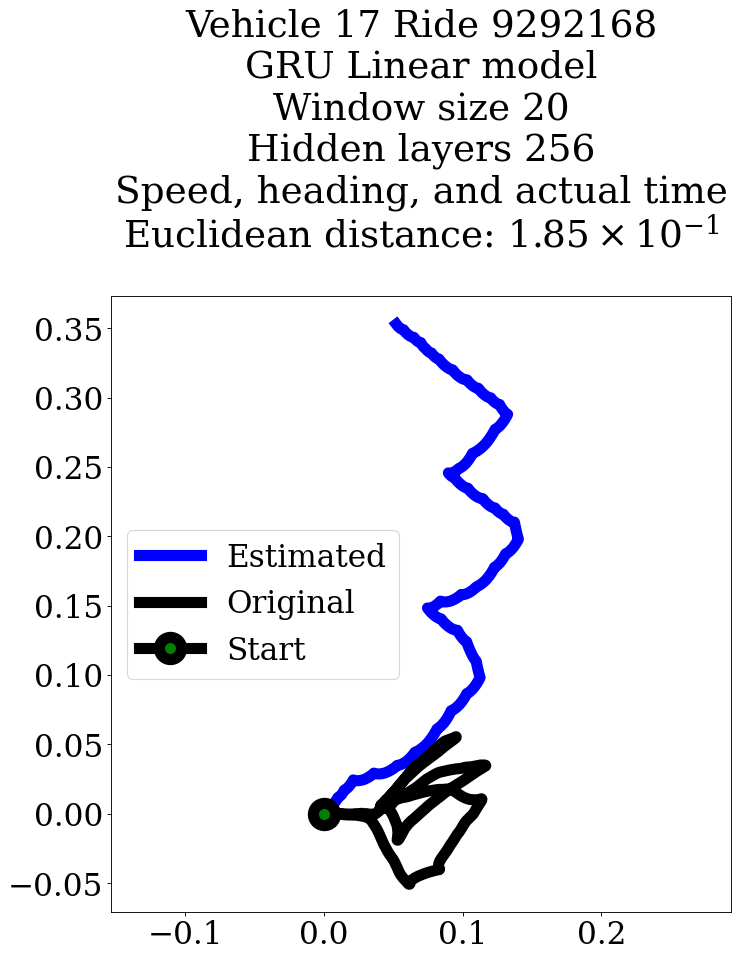 Vehicle 17 Ride 9292168
GRU Linear model
Window size 20
Hidden layers 256
Speed, heading, and actual time
Euclidean distance: 1.85 × 10⁻¹
0.35
0.30
0.25
0.20
0.15
0.10
0.05
0.00
−0.05
Estimated
Original
Start
−0.1 0.0 0.1 0.2